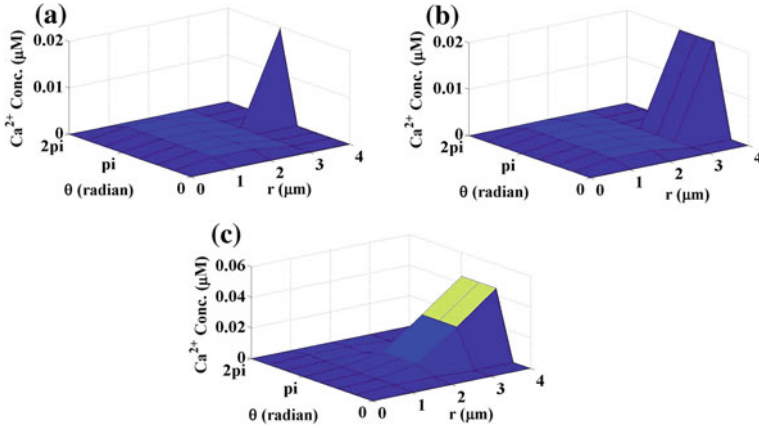 (a)
0.02
0.01
0
Ca²⁺ Conc. (μM)
2pi
pi
0
θ (radian)
0
1
2
3
4
r (μm)
(b)
0.02
0.01
0
Ca²⁺ Conc. (μM)
2pi
pi
0
θ (radian)
0
1
2
3
4
r (μm)
(c)
0.06
0.04
0.02
0
Ca²⁺ Conc. (μM)
2pi
pi
0
θ (radian)
0
1
2
3
4
r (μm)